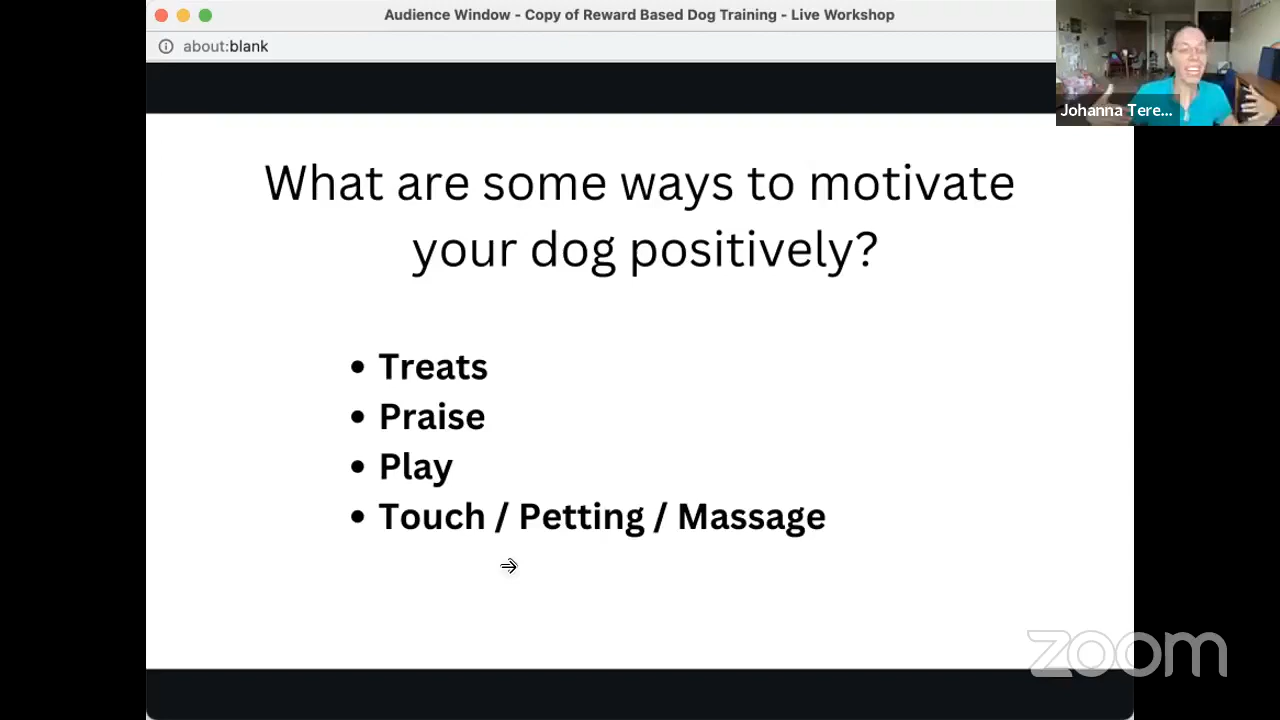 Audience Window - Copy of Reward Based Dog Training - Live Workshop
about:blank
Johanna Tere...
What are some ways to motivate
your dog positively?
• Treats
• Praise
• Play
• Touch / Petting / Massage
zoom